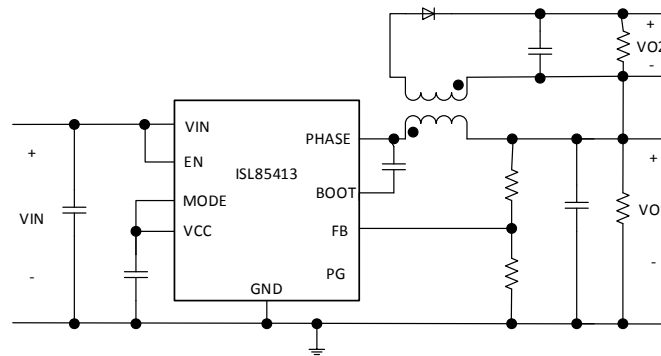 +
VO2
-
VIN
PHASE
EN
ISL85413
+
+
MODE
BOOT
VIN
VO
VCC
FB
-
PG
-
GND